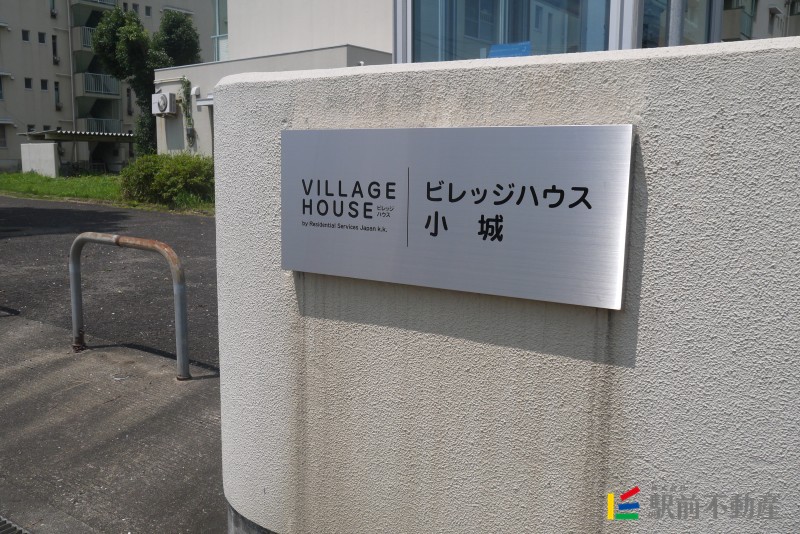 VILLAGE
HOUSE ビレッジ
ハウス
by Residential Services Japan k.k.
ビレッジハウス
小 城
駅前不動産